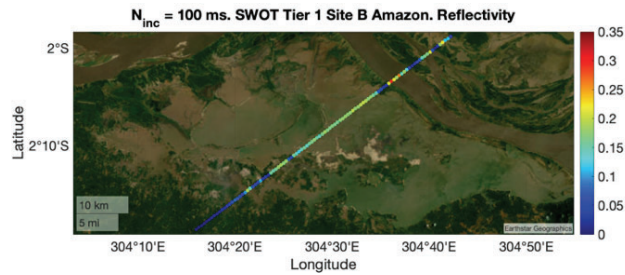 N_inc = 100 ms. SWOT Tier 1 Site B Amazon. Reflectivity
2°S
2°10'S
Latitude
10 km
5 mi
Earthstar Geographics
304°10'E 304°20'E 304°30'E 304°40'E 304°50'E
Longitude
0.35
0.3
0.25
0.2
0.15
0.1
0.05
0